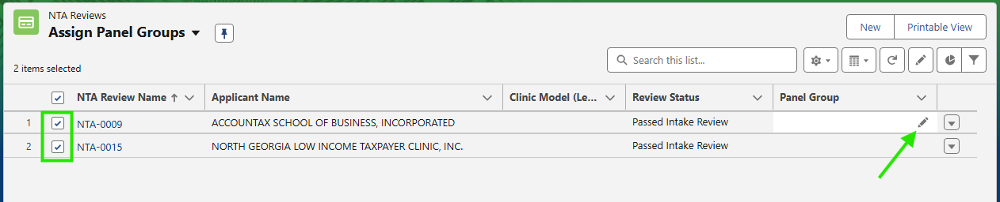 NTA Reviews
Assign Panel Groups
New
Printable View
2 items selected
Search this list...
NTA Review Name
Applicant Name
Clinic Model (Le...
Review Status
Panel Group
1 NTA-0009 ACCOUNTAX SCHOOL OF BUSINESS, INCORPORATED Passed Intake Review
2 NTA-0015 NORTH GEORGIA LOW INCOME TAXPAYER CLINIC, INC. Passed Intake Review